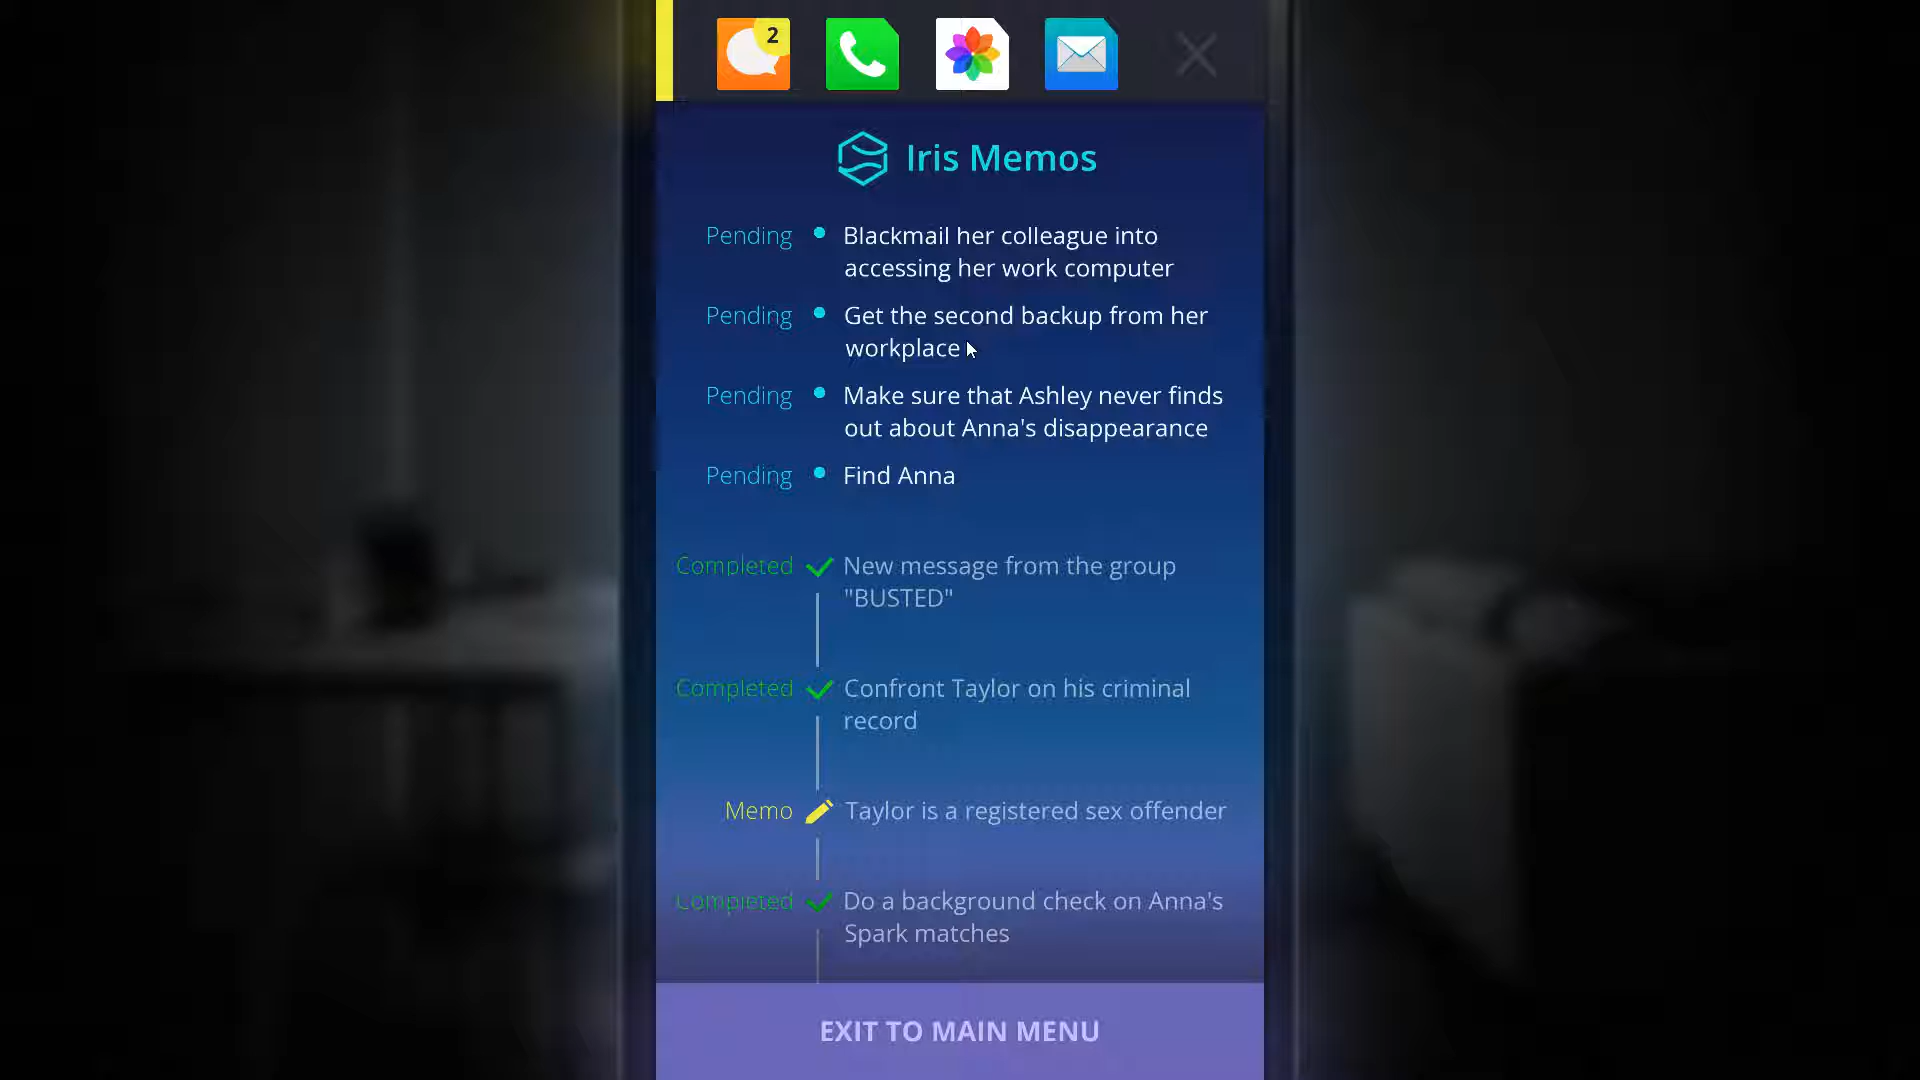 2
Iris Memos
Pending
Blackmail her colleague into
accessing her work computer
Pending
Get the second backup from her
workplace
Pending
Make sure that Ashley never finds
out about Anna's disappearance
Pending
Find Anna
Completed
New message from the group
"BUSTED"
Completed
Confront Taylor on his criminal
record
Memo
Taylor is a registered sex offender
Completed
Do a background check on Anna's
Spark matches
EXIT TO MAIN MENU